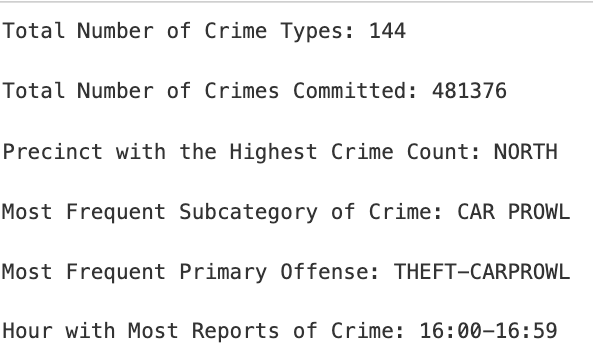 Total Number of Crime Types: 144
Total Number of Crimes Committed: 481376
Precinct with the Highest Crime Count: NORTH
Most Frequent Subcategory of Crime: CAR PROWL
Most Frequent Primary Offense: THEFT-CARPROWL
Hour with Most Reports of Crime: 16:00-16:59